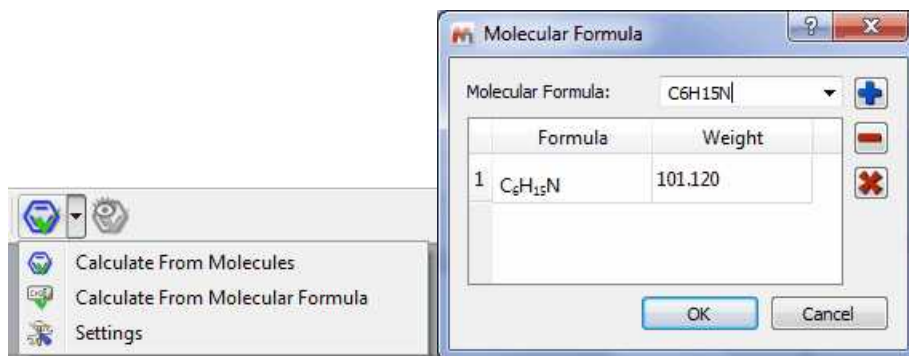 Calculate From Molecules
Calculate From Molecular Formula
Settings
Molecular Formula
Molecular Formula: C6H15N
Formula Weight
1 C₆H₁₅N 101.120
OK Cancel